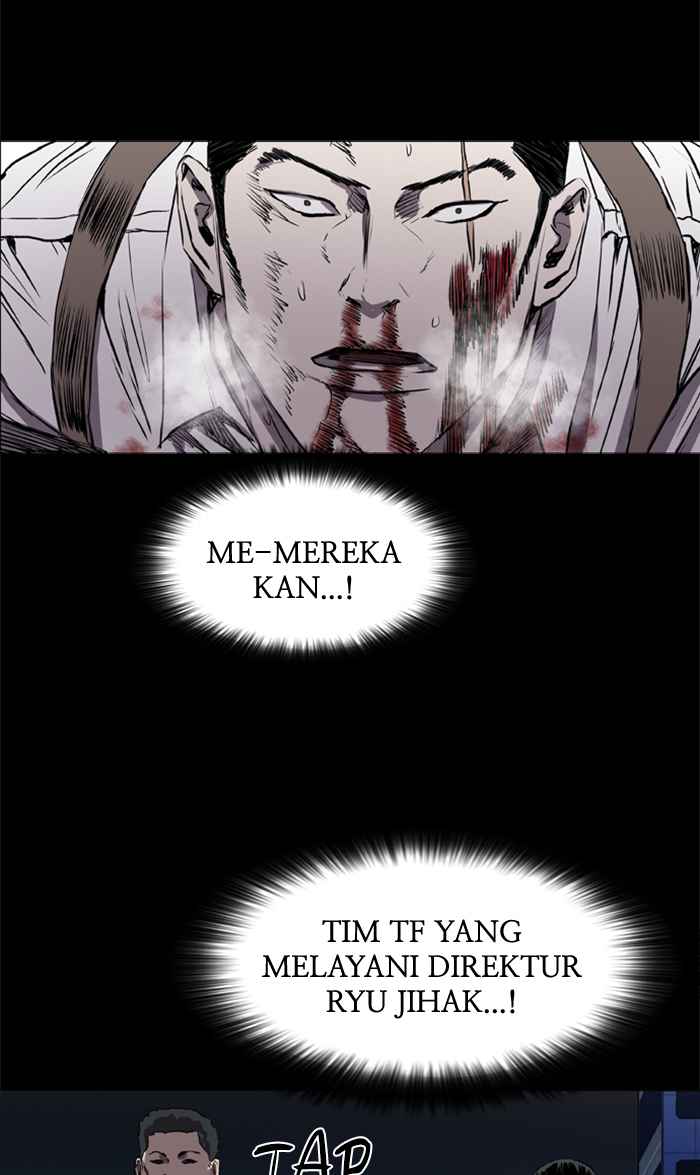 ME-MEREKA
KAN...!
TIM TF YANG
MELAYANI DIREKTUR
RYU JIHAK...!
TAP